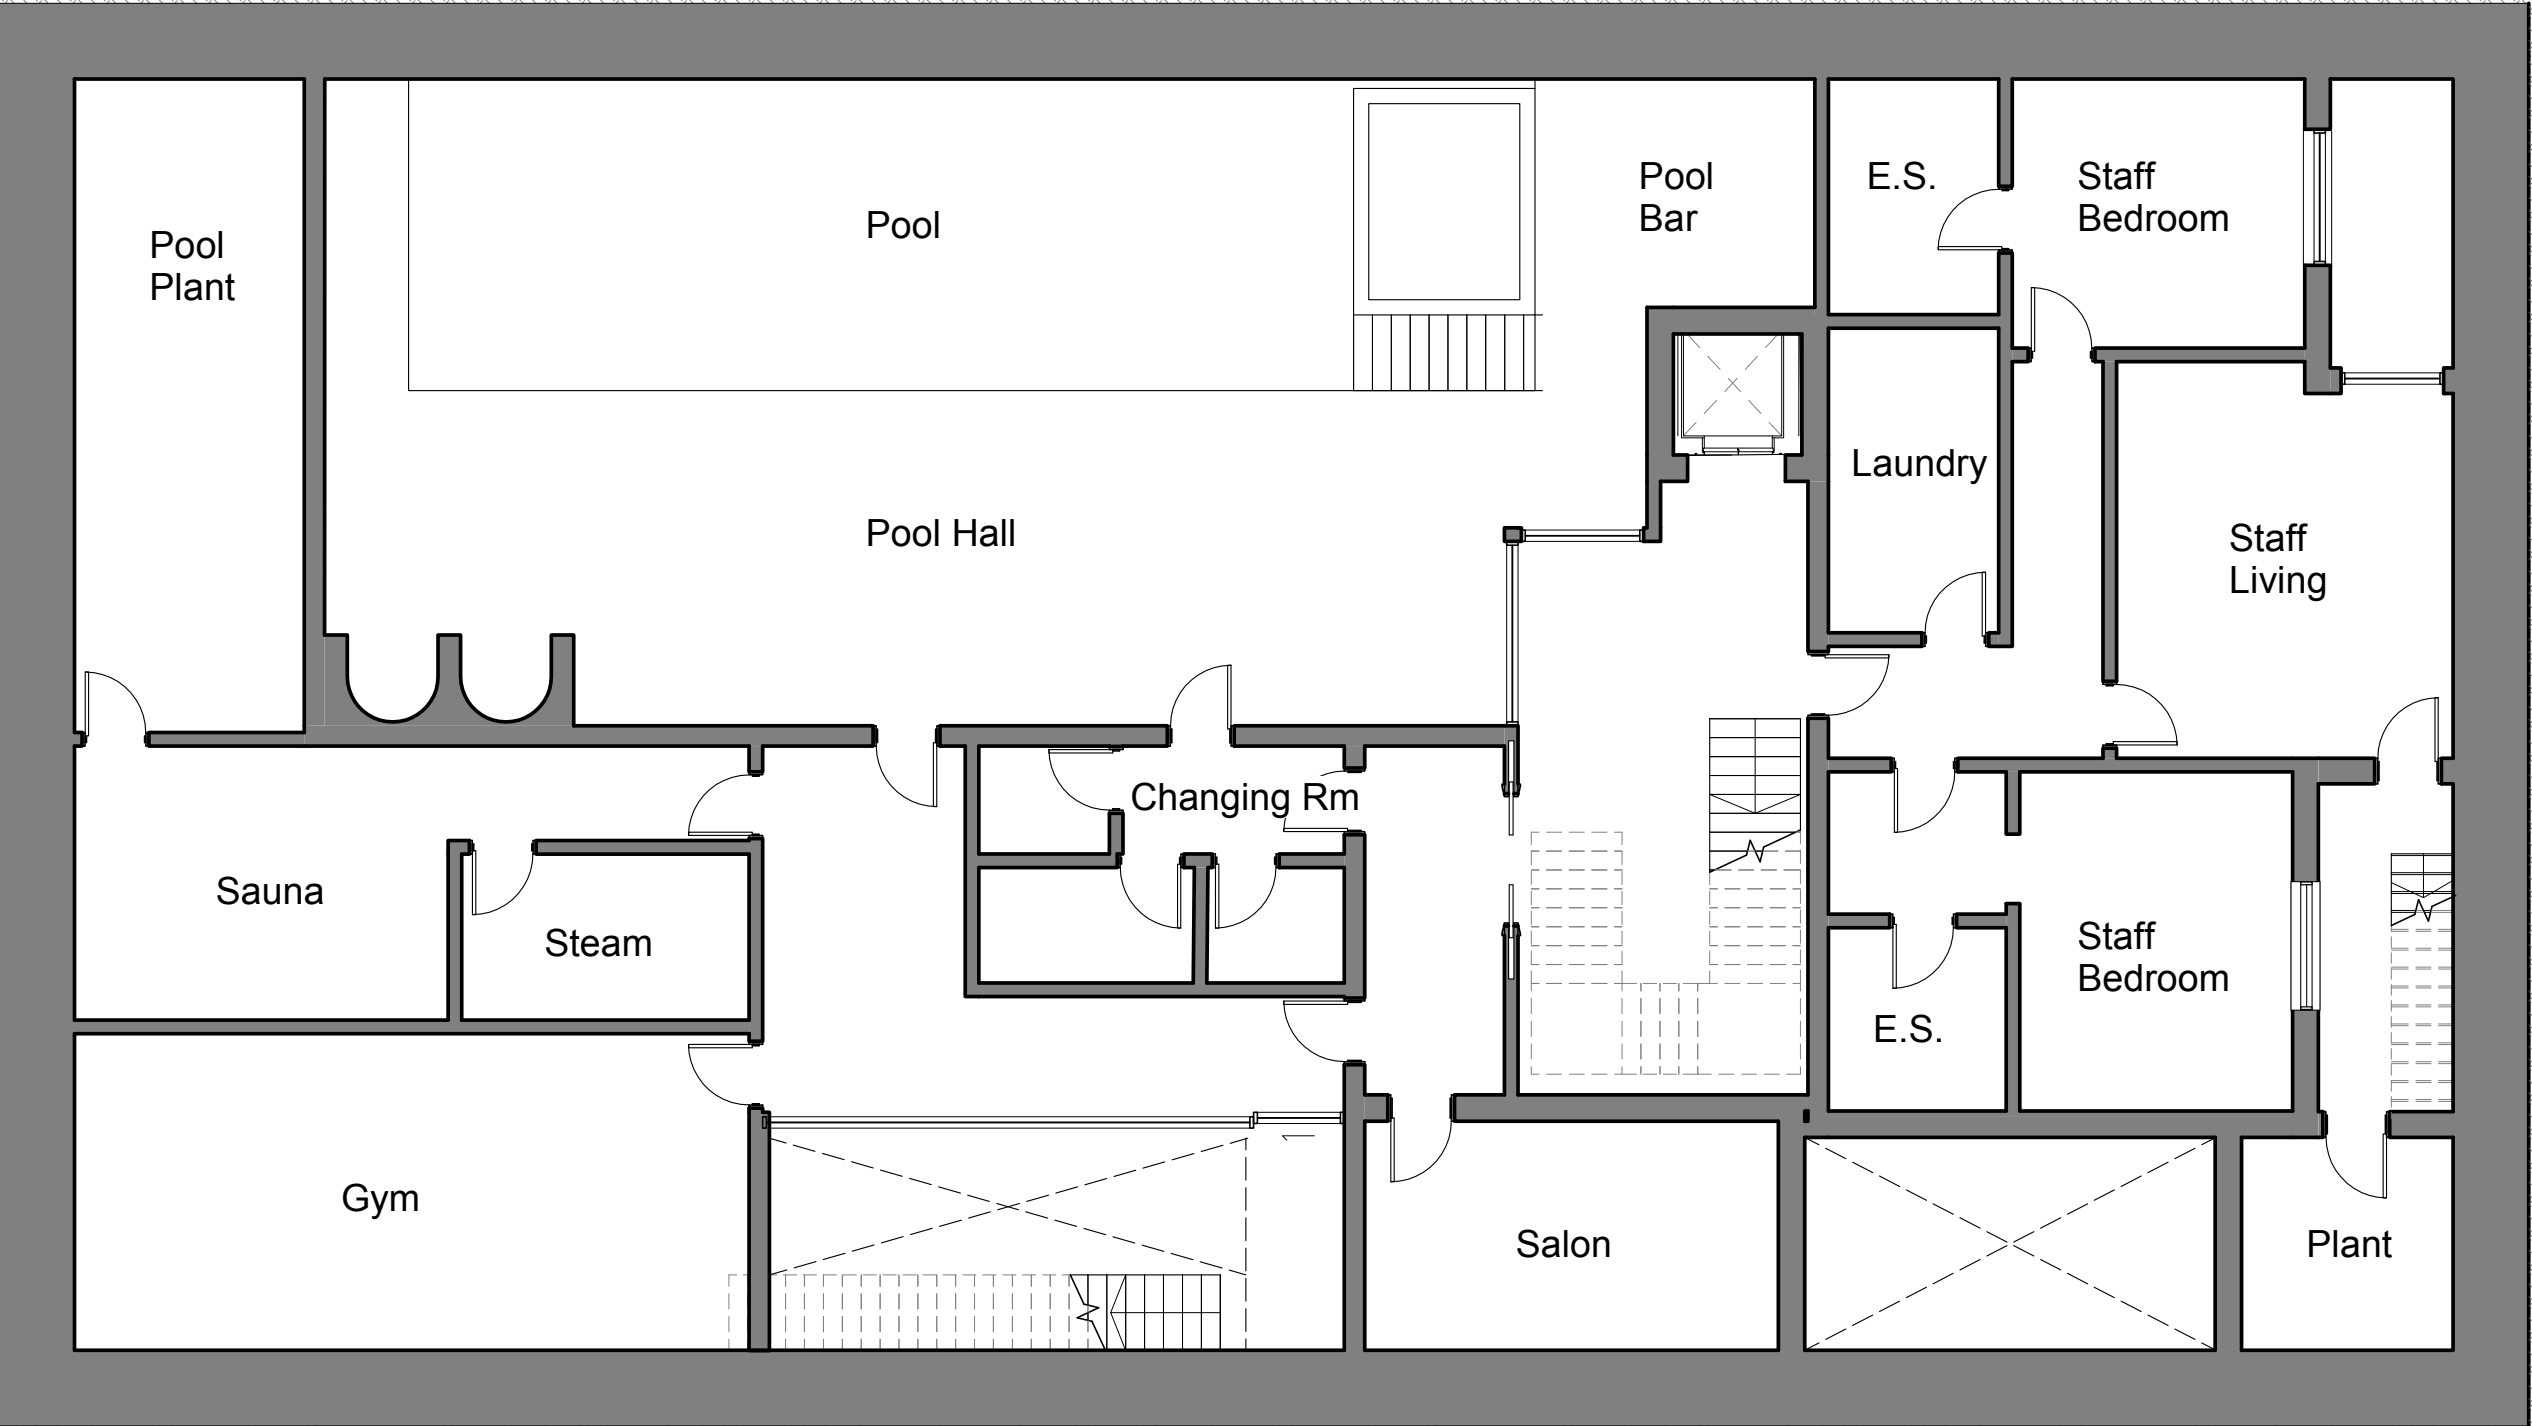 Pool
Plant
Pool
Pool
Bar
E.S.
Staff
Bedroom
Pool Hall
Laundry
Staff
Living
Changing Rm
Sauna
Steam
Staff
Bedroom
E.S.
Gym
1
Salon
Plant